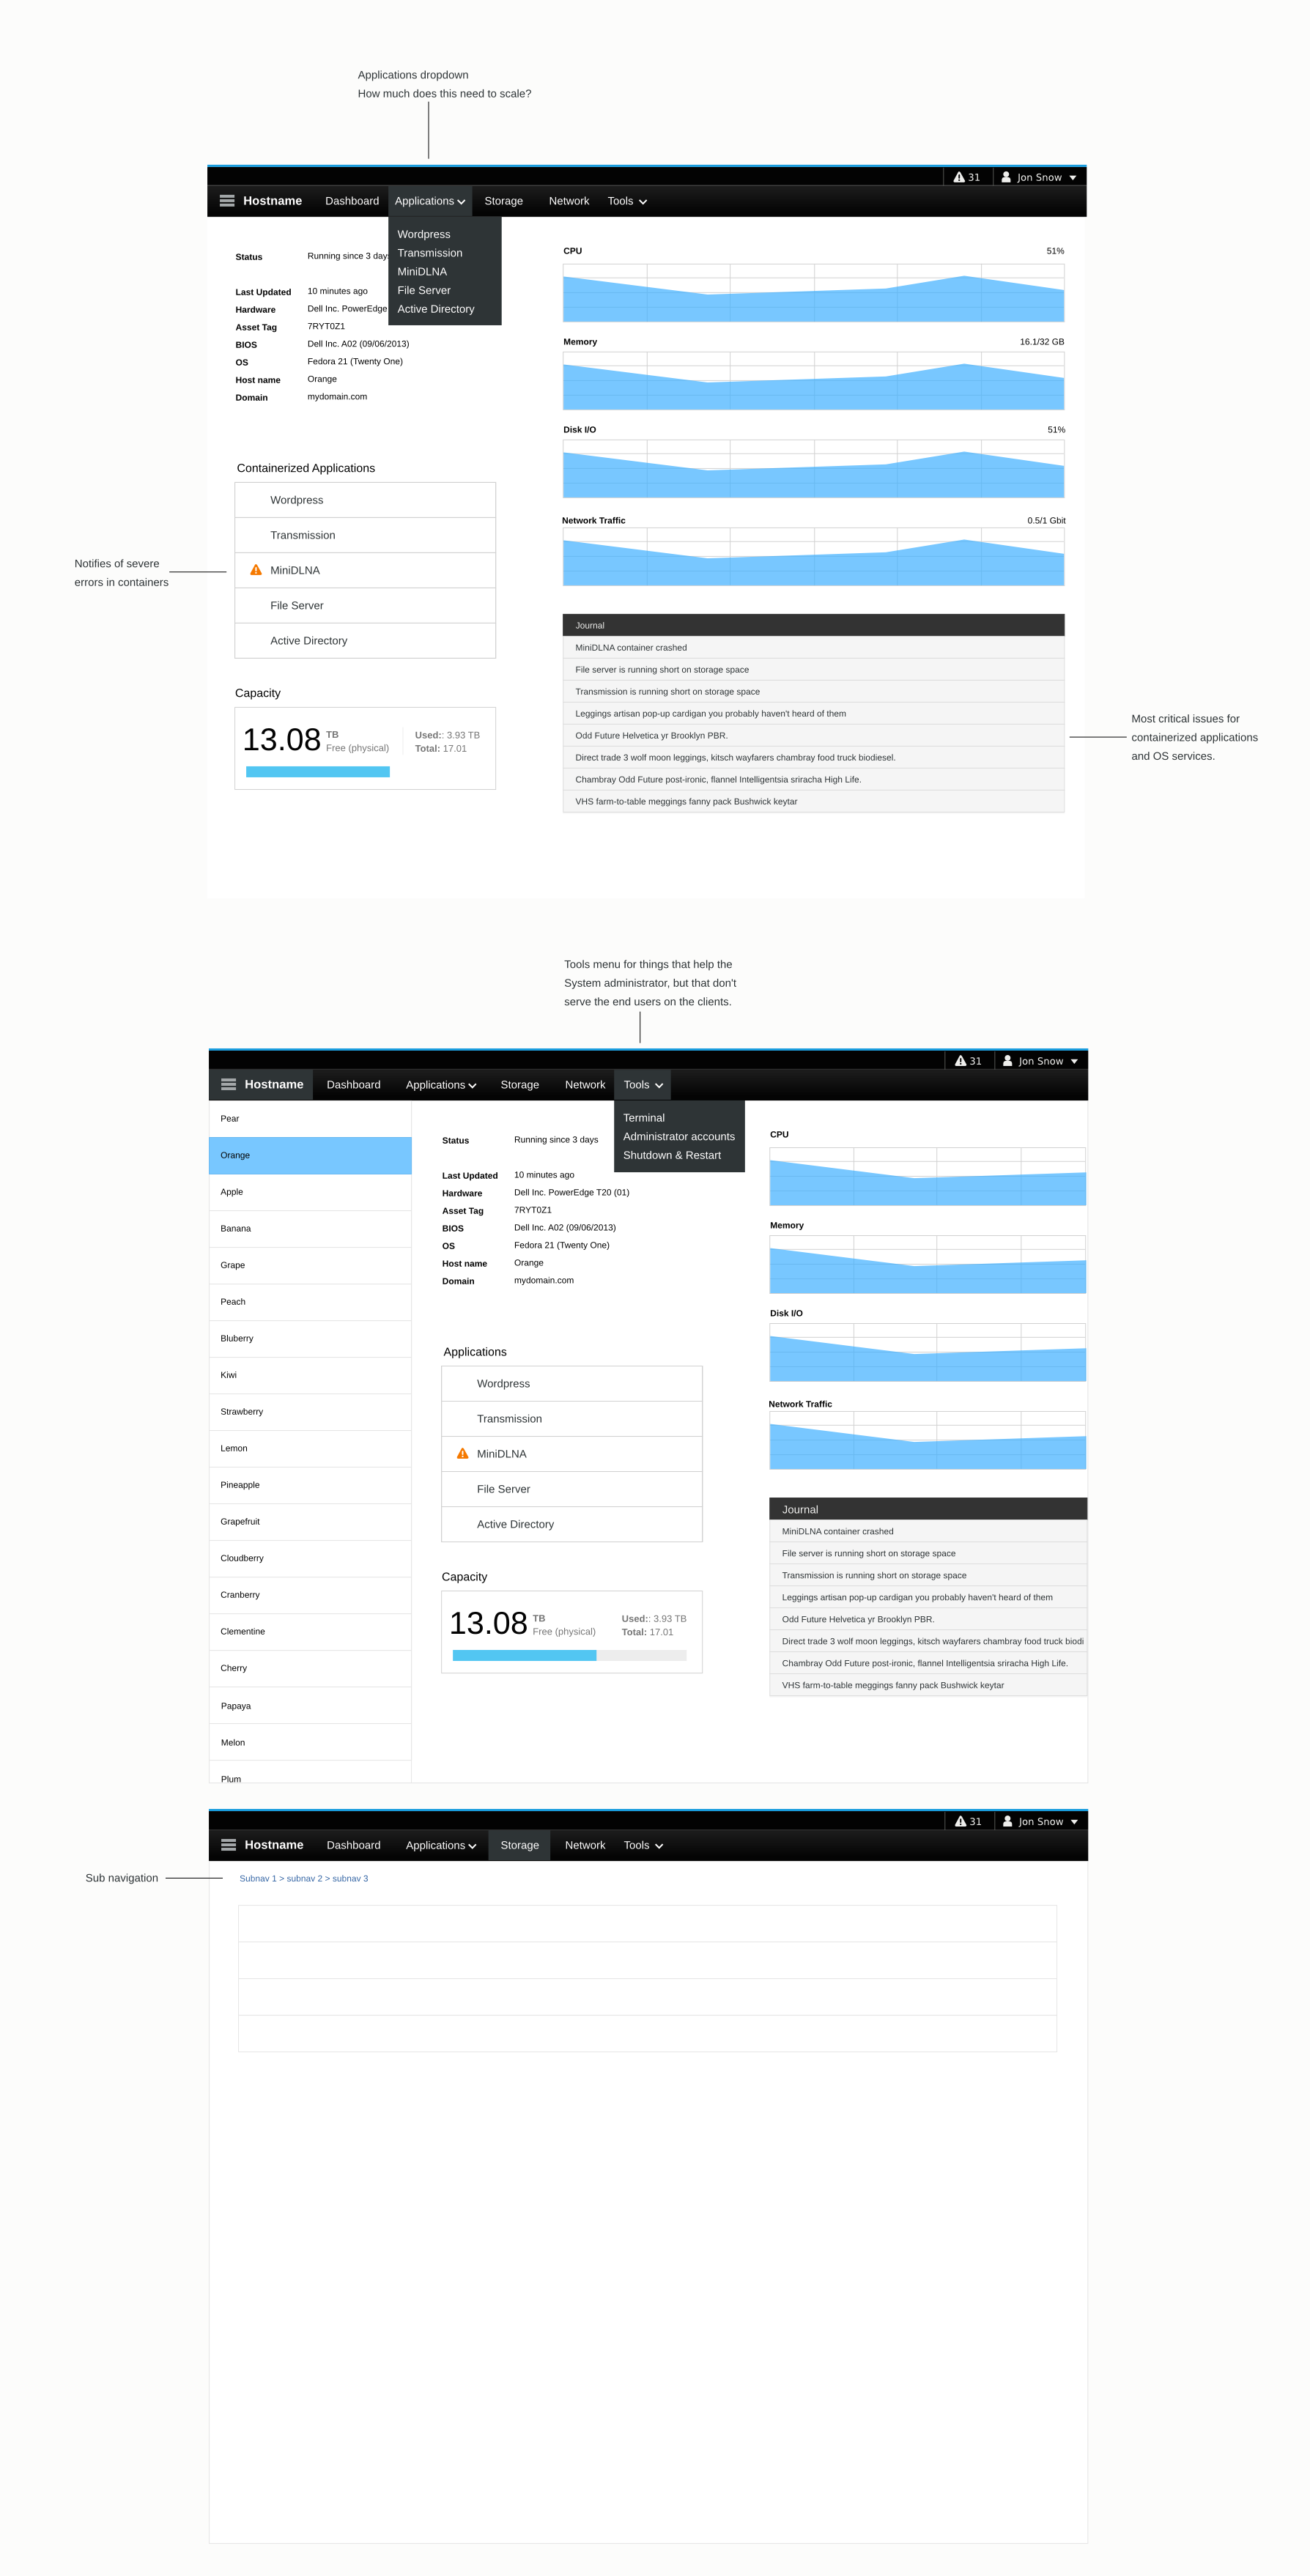 Applications dropdown
How much does this need to scale?
31
Jon Snow
Hostname Dashboard Applications Storage Network Tools
Wordpress
Transmission
MiniDLNA
File Server
Active Directory
Status Running since 3 days
Last Updated 10 minutes ago
Hardware Dell Inc. PowerEdge
Asset Tag 7RYT0Z1
BIOS Dell Inc. A02 (09/06/2013)
OS Fedora 21 (Twenty One)
Host name Orange
Domain mydomain.com
Containerized Applications
Wordpress
Transmission
MiniDLNA
File Server
Active Directory
Notifies of severe
errors in containers
Capacity
13.08 TB
Free (physical)
Used:: 3.93 TB
Total: 17.01
CPU 51%
Memory 16.1/32 GB
Disk I/O 51%
Network Traffic 0.5/1 Gbit
Journal
MiniDLNA container crashed
File server is running short on storage space
Transmission is running short on storage space
Leggings artisan pop-up cardigan you probably haven't heard of them
Odd Future Helvetica yr Brooklyn PBR.
Direct trade 3 wolf moon leggings, kitsch wayfarers chambray food truck biodiesel.
Chambray Odd Future post-ironic, flannel Intelligentsia sriracha High Life.
VHS farm-to-table meggings fanny pack Bushwick keytar
Most critical issues for
containerized applications
and OS services.
Tools menu for things that help the
System administrator, but that don't
serve the end users on the clients.
31
Jon Snow
Hostname Dashboard Applications Storage Network Tools
Terminal
Administrator accounts
Shutdown & Restart
Pear
Orange
Apple
Banana
Grape
Peach
Bluberry
Kiwi
Strawberry
Lemon
Pineapple
Grapefruit
Cloudberry
Cranberry
Clementine
Cherry
Papaya
Melon
Plum
Status Running since 3 days
Last Updated 10 minutes ago
Hardware Dell Inc. PowerEdge T20 (01)
Asset Tag 7RYT0Z1
BIOS Dell Inc. A02 (09/06/2013)
OS Fedora 21 (Twenty One)
Host name Orange
Domain mydomain.com
Applications
Wordpress
Transmission
MiniDLNA
File Server
Active Directory
Capacity
13.08 TB
Free (physical)
Used:: 3.93 TB
Total: 17.01
CPU
Memory
Disk I/O
Network Traffic
Journal
MiniDLNA container crashed
File server is running short on storage space
Transmission is running short on storage space
Leggings artisan pop-up cardigan you probably haven't heard of them
Odd Future Helvetica yr Brooklyn PBR.
Direct trade 3 wolf moon leggings, kitsch wayfarers chambray food truck biodi
Chambray Odd Future post-ironic, flannel Intelligentsia sriracha High Life.
VHS farm-to-table meggings fanny pack Bushwick keytar
31
Jon Snow
Hostname Dashboard Applications Storage Network Tools
Sub navigation
Subnav 1 > subnav 2 > subnav 3